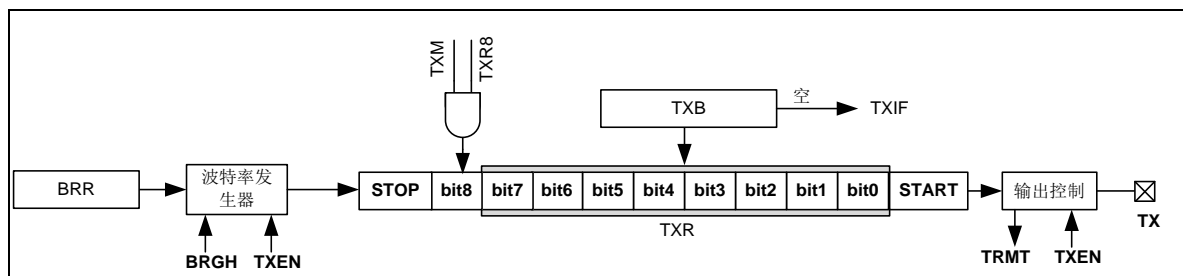 TXM
TXR8
TXB
空
TXIF
BRR
波特率发
生器
STOP
bit8
bit7
bit6
bit5
bit4
bit3
bit2
bit1
bit0
START
输出控制
TX
TXR
BRGH
TXEN
TRMT
TXEN